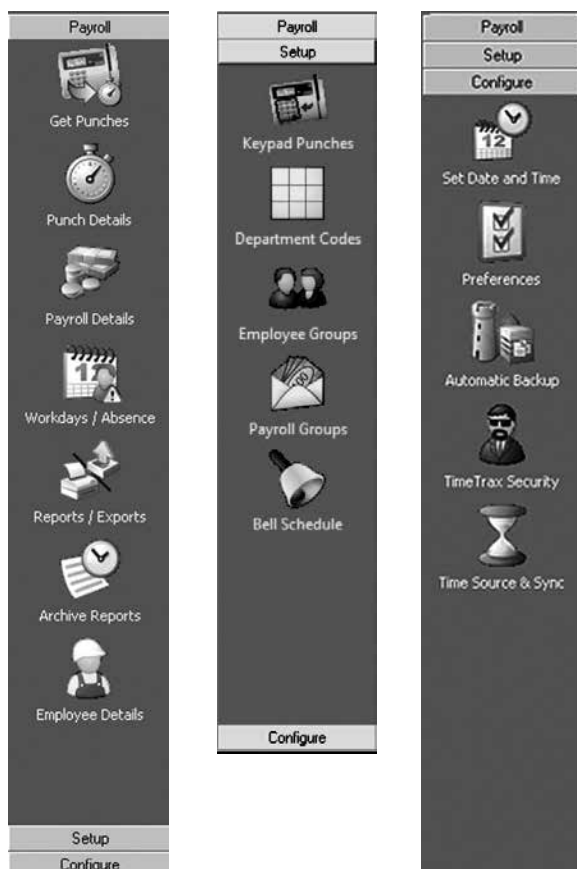 Payroll
Get Punches
Punch Details
Payroll Details
17
Workdays / Absence
Reports / Exports
Archive Reports
Employee Details
Setup
Configure
Payroll
Setup
Keypad Punches
Department Codes
Employee Groups
Payroll Groups
Bell Schedule
Configure
Payroll
Setup
Configure
12
Set Date and Time
Preferences
Automatic Backup
TimeTrax Security
Time Source & Sync